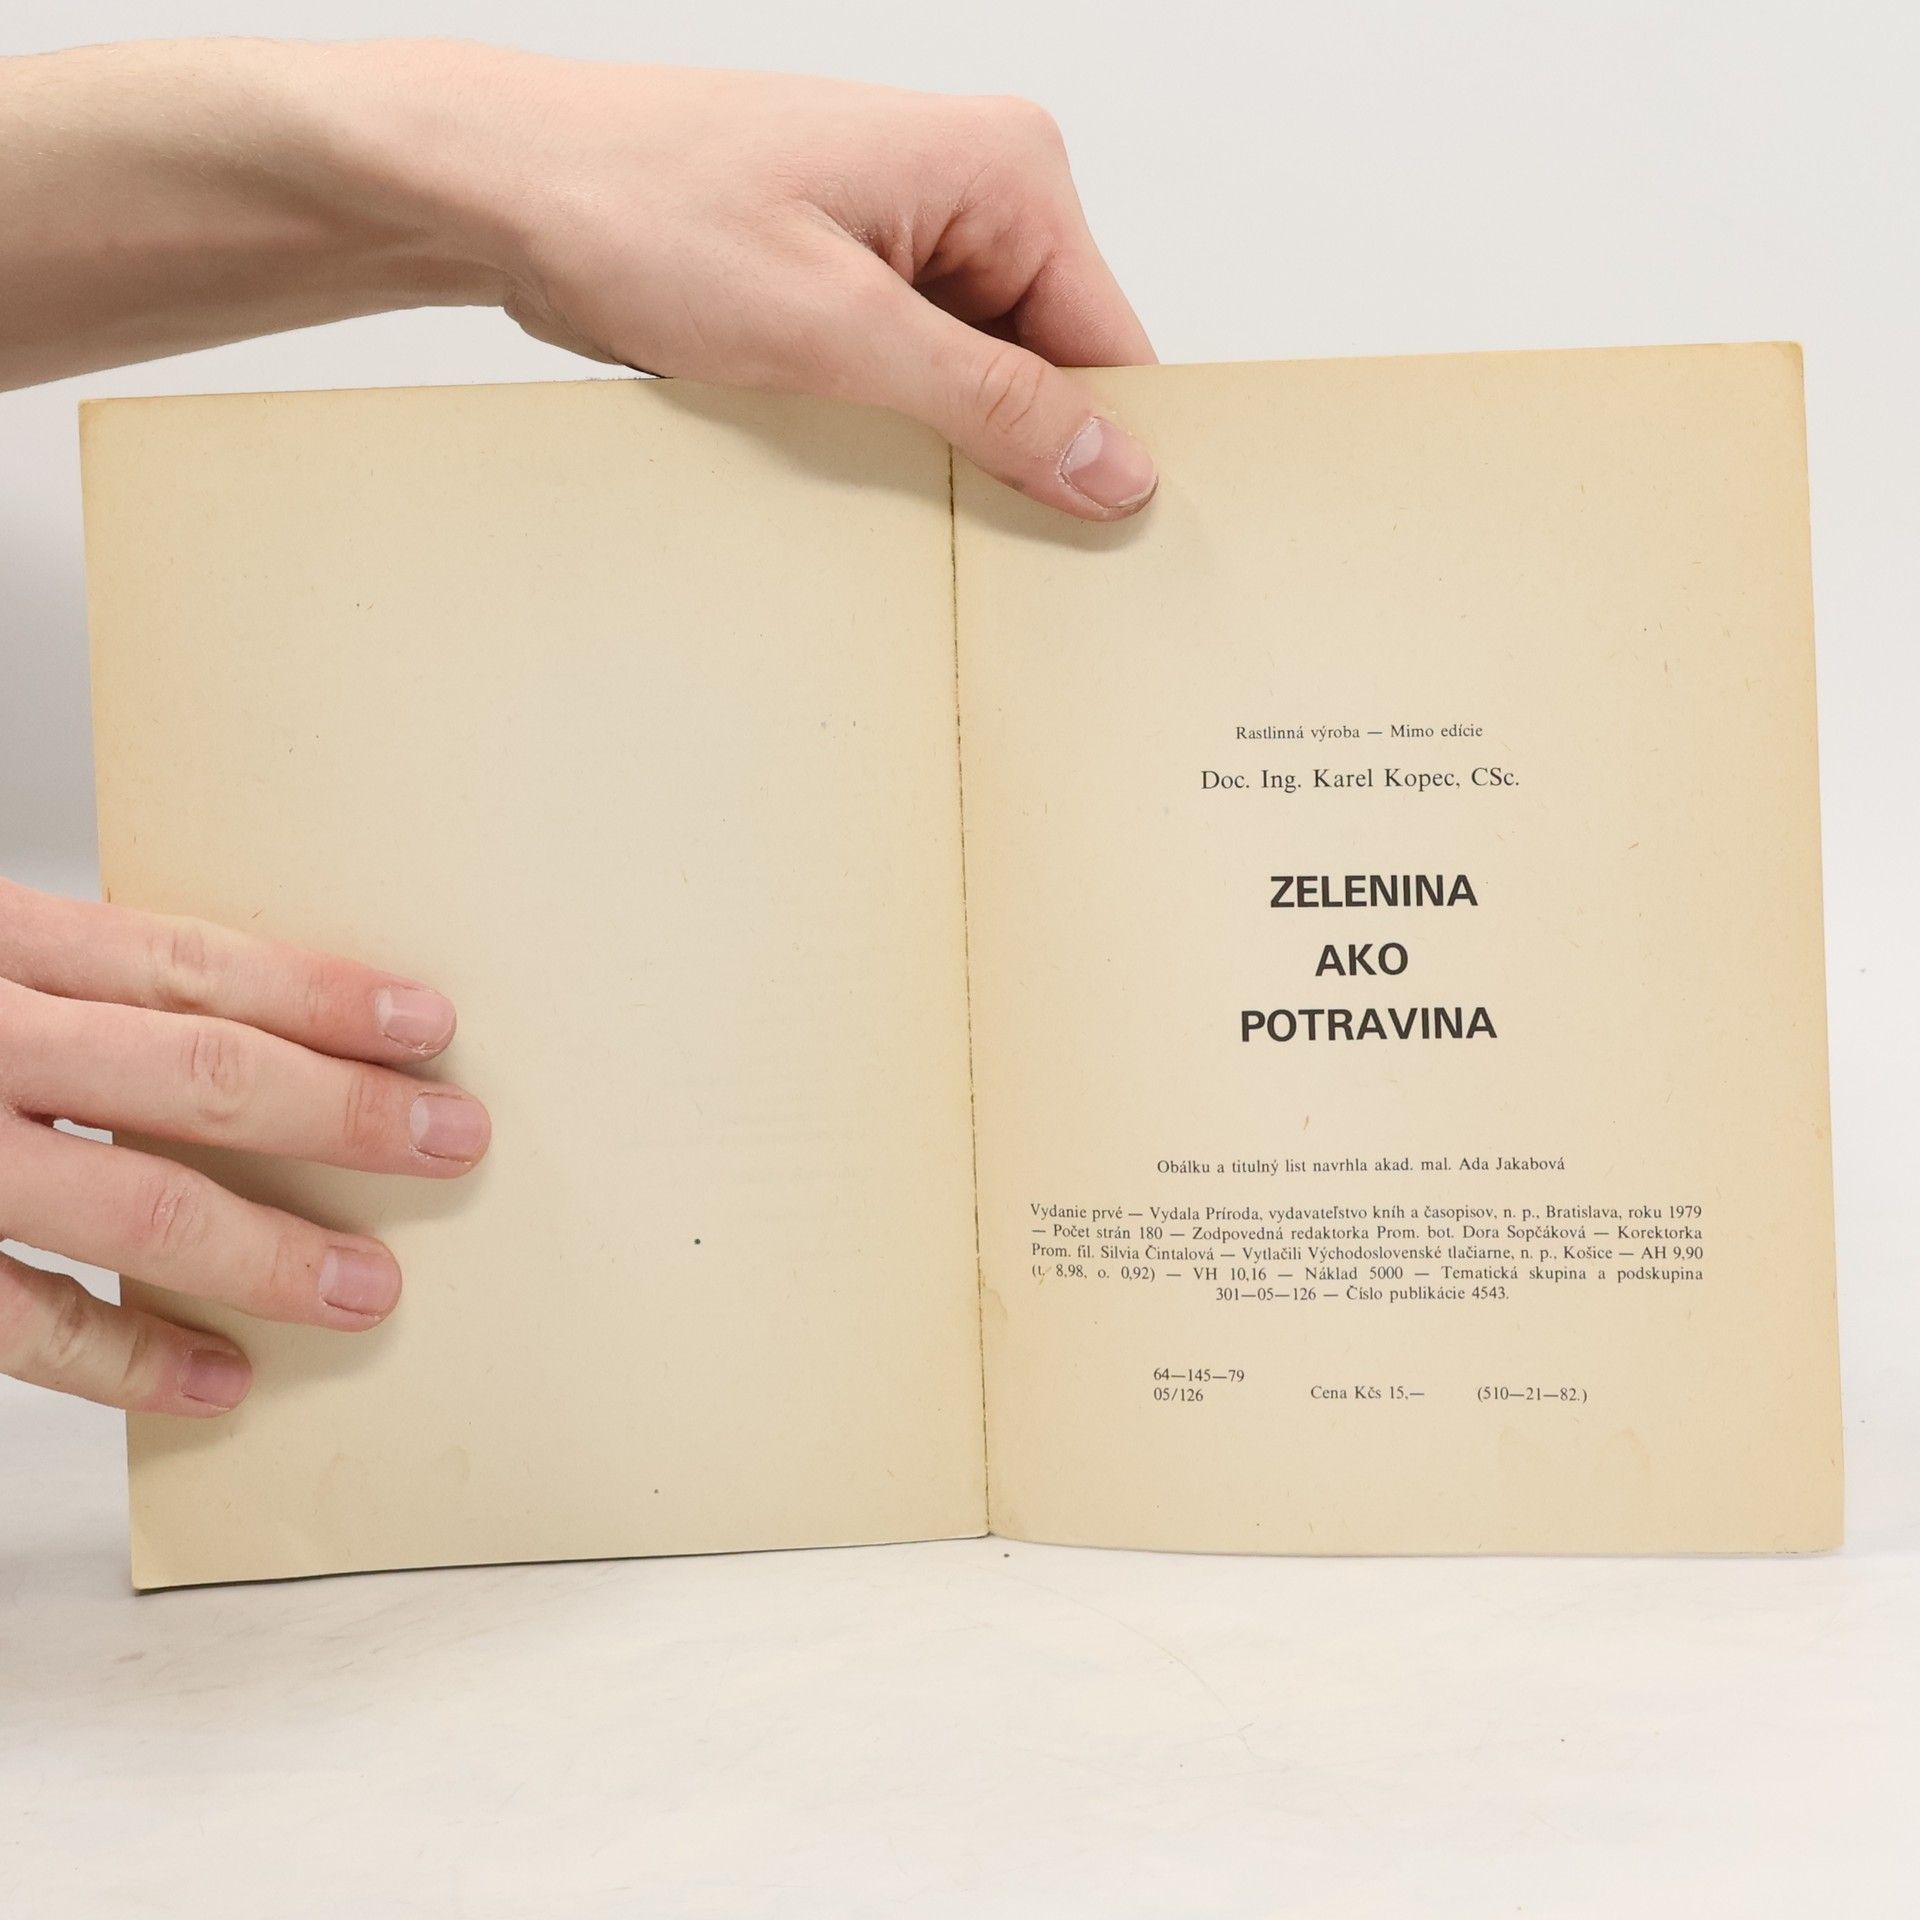 Rastlinná výroba — Mimo edície
Doc. Ing. Karel Kopec, CSc.
ZELENINA
AKO
POTRAVINA
Obálku a titulný list navrhla akad. mal. Ada Jakabová
Vydanie prvé — Vydala Príroda, vydavateľstvo kníh a časopisov, n. p., Bratislava, roku 1979
— Počet strán 180 — Zodpovedná redaktorka Prom. bot. Dora Sopčáková — Korektorka
Prom. fil. Silvia Čintalová — Vytlačili Východoslovenské tlačiarne, n. p., Košice — AH 9,90
(t. 8,98, o. 0,92) — VH 10,16 — Náklad 5000 — Tematická skupina a podskupina
301—05—126 — Číslo publikácie 4543.
64—145—79
05/126 Cena Kčs 15,— (510—21—82.)